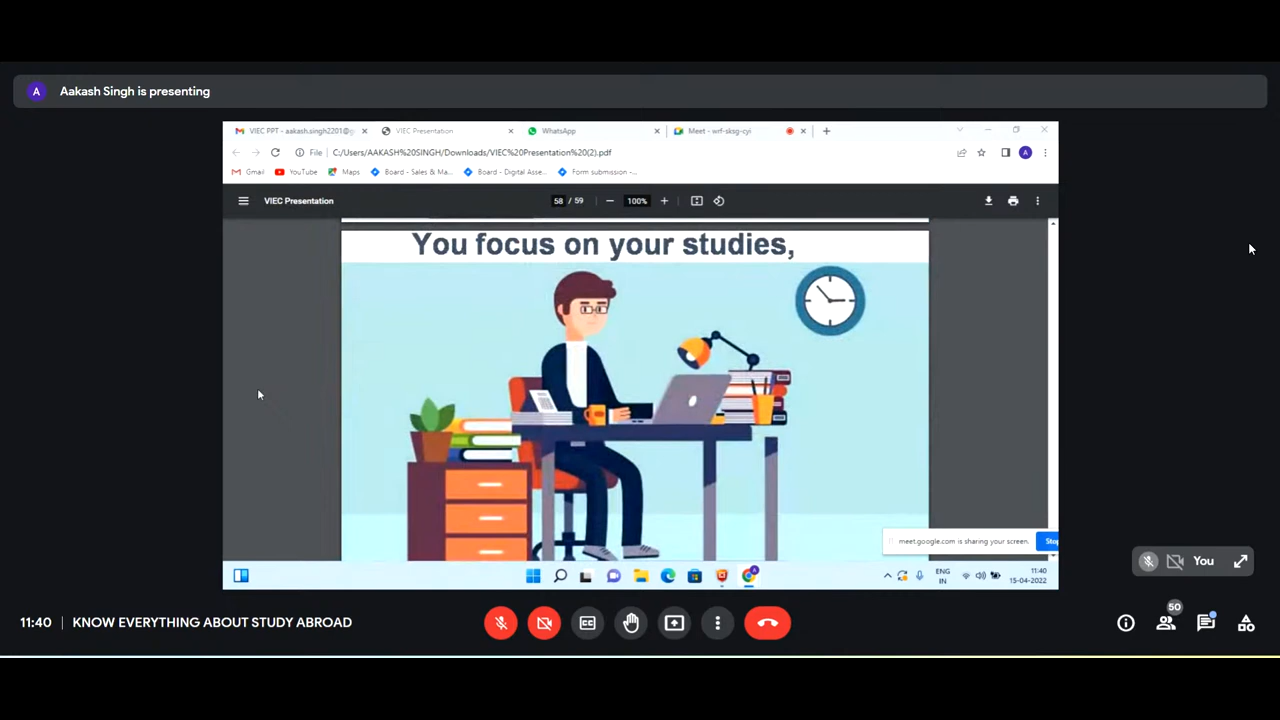 A Aakash Singh is presenting
VIEC PPT - aakash.singh2201@g
VIEC Presentation
WhatsApp
Meet - wrf-sksg-cyi
File
C:/Users/AAKASH%20SINGH/Downloads/VIEC%20Presentation%20(2).pdf
A
Gmail
YouTube
Maps
Board - Sales & Ma...
Board - Digital Asse...
Form submission -...
VIEC Presentation
58 / 59
100%
You focus on your studies,
meet.google.com is sharing your screen.
Stop
You
ENG
IN
11:40
15-04-2022
11:40 | KNOW EVERYTHING ABOUT STUDY ABROAD
CC
50